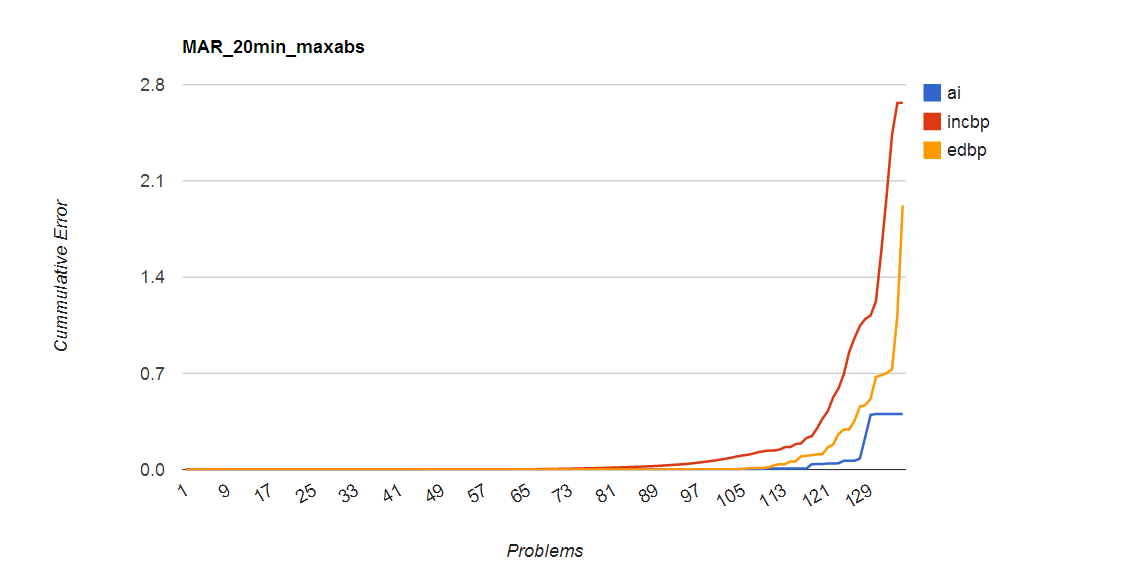 MAR_20min_maxabs
2.8
2.1
1.4
0.7
0.0
Cummulative Error
1 9 17 25 33 41 49 57 65 73 81 89 97 105 113 121 129
Problems
ai
incbp
edbp